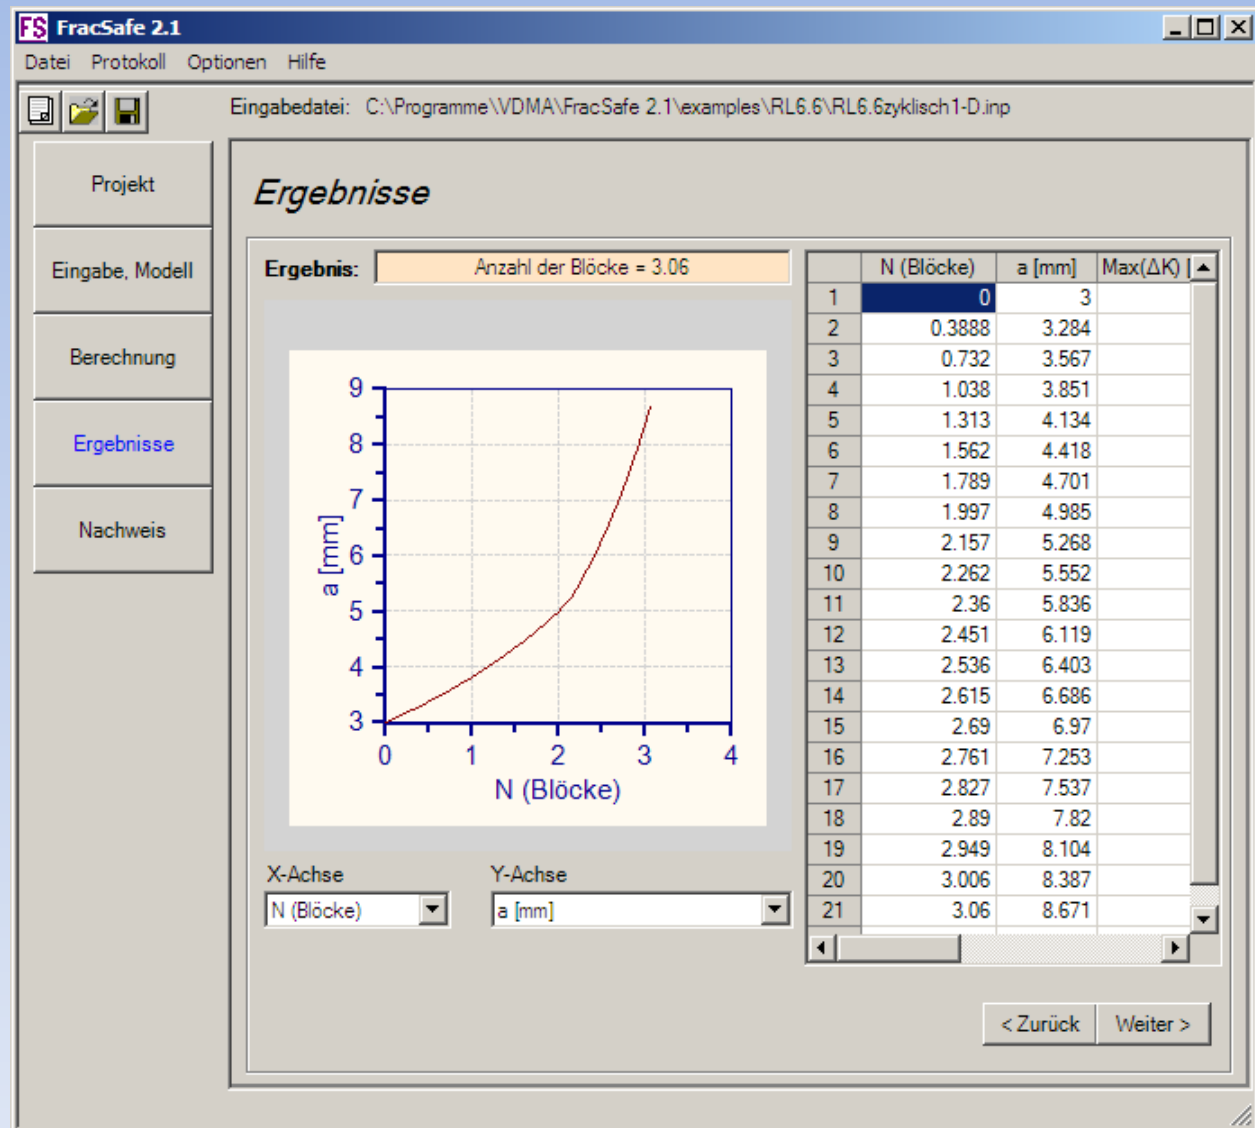 FS FracSafe 2.1
Datei Protokoll Optionen Hilfe
Eingabedatei: C:\Programme\VDMA\FracSafe 2.1\examples\RL6.6\RL6.6zyklisch1-D.inp
Projekt
Eingabe, Modell
Berechnung
Ergebnisse
Nachweis
Ergebnisse
Ergebnis: Anzahl der Blöcke = 3.06
a [mm]
9
8
7
6
5
4
3
0 1 2 3 4
N (Blöcke)
X-Achse Y-Achse
N (Blöcke) a [mm]
N (Blöcke) a [mm] Max(ΔK) [
1 0 3
2 0.3888 3.284
3 0.732 3.567
4 1.038 3.851
5 1.313 4.134
6 1.562 4.418
7 1.789 4.701
8 1.997 4.985
9 2.157 5.268
10 2.262 5.552
11 2.36 5.836
12 2.451 6.119
13 2.536 6.403
14 2.615 6.686
15 2.69 6.97
16 2.761 7.253
17 2.827 7.537
18 2.89 7.82
19 2.949 8.104
20 3.006 8.387
21 3.06 8.671
< Zurück Weiter >